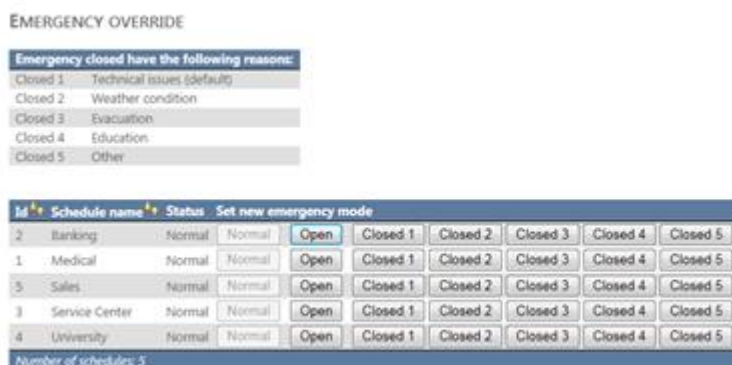 EMERGENCY OVERRIDE
Emergency closed have the following reasons:
Closed 1 Technical issues (default)
Closed 2 Weather condition
Closed 3 Evacuation
Closed 4 Education
Closed 5 Other
Id Schedule name Status Set new emergency mode
2 Banking Normal Normal Open Closed 1 Closed 2 Closed 3 Closed 4 Closed 5
1 Medical Normal Normal Open Closed 1 Closed 2 Closed 3 Closed 4 Closed 5
5 Sales Normal Normal Open Closed 1 Closed 2 Closed 3 Closed 4 Closed 5
3 Service Center Normal Normal Open Closed 1 Closed 2 Closed 3 Closed 4 Closed 5
4 University Normal Normal Open Closed 1 Closed 2 Closed 3 Closed 4 Closed 5
Number of schedules: 5